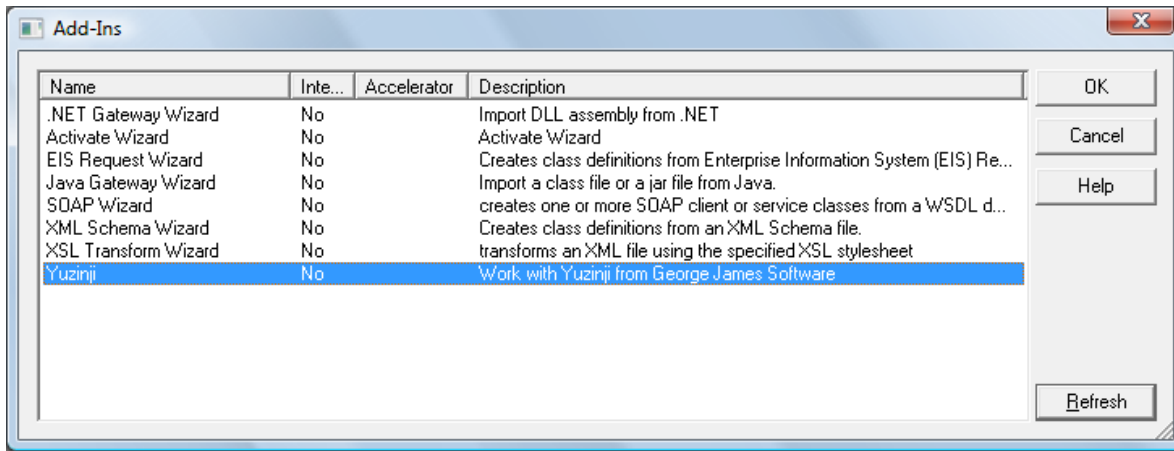 Add-Ins
Name Inte... Accelerator Description
.NET Gateway Wizard No Import DLL assembly from .NET
Activate Wizard No Activate Wizard
EIS Request Wizard No Creates class definitions from Enterprise Information System (EIS) Re...
Java Gateway Wizard No Import a class file or a jar file from Java.
SOAP Wizard No creates one or more SOAP client or service classes from a WSDL d...
XML Schema Wizard No Creates class definitions from an XML Schema file.
XSL Transform Wizard No transforms an XML file using the specified XSL stylesheet
Yuzinji No Work with Yuzinji from George James Software
OK
Cancel
Help
Refresh